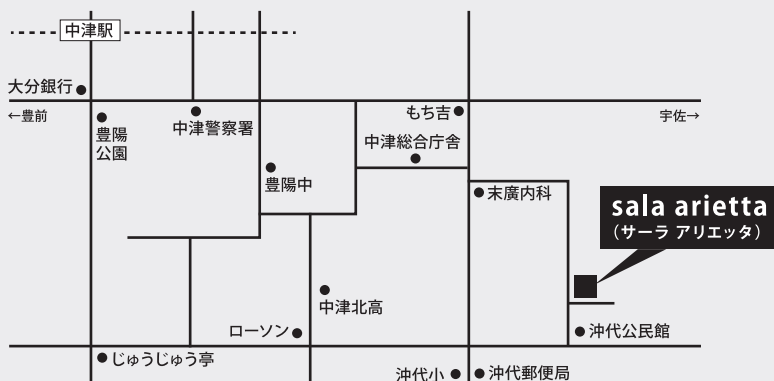 中津駅
大分銀行
←豊前
豊陽
公園
中津警察署
もち吉
宇佐→
中津総合庁舎
豊陽中
末廣内科
sala arietta
（サーラ アリエッタ）
中津北高
ローソン
沖代公民館
じゅうじゅう亭
沖代小
沖代郵便局